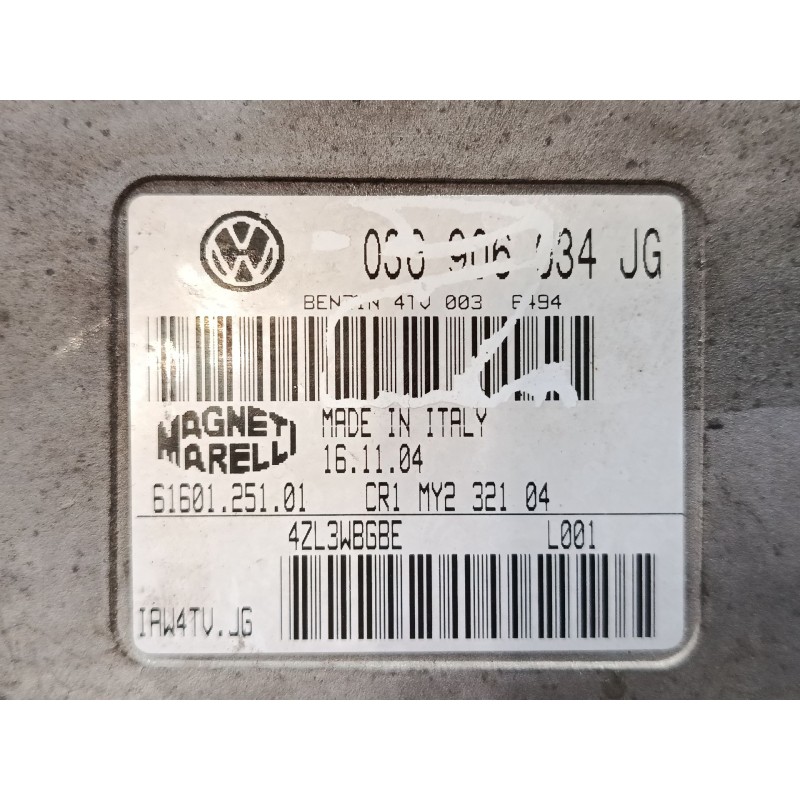 906 034 JG
BENZIN 4TV 003 6494
MAGNETI
MARELLI
MADE IN ITALY
16.11.04
61601.251.01 CR1 MY2 321 04
4ZL3WBGBE L001
IAW4TV.JG